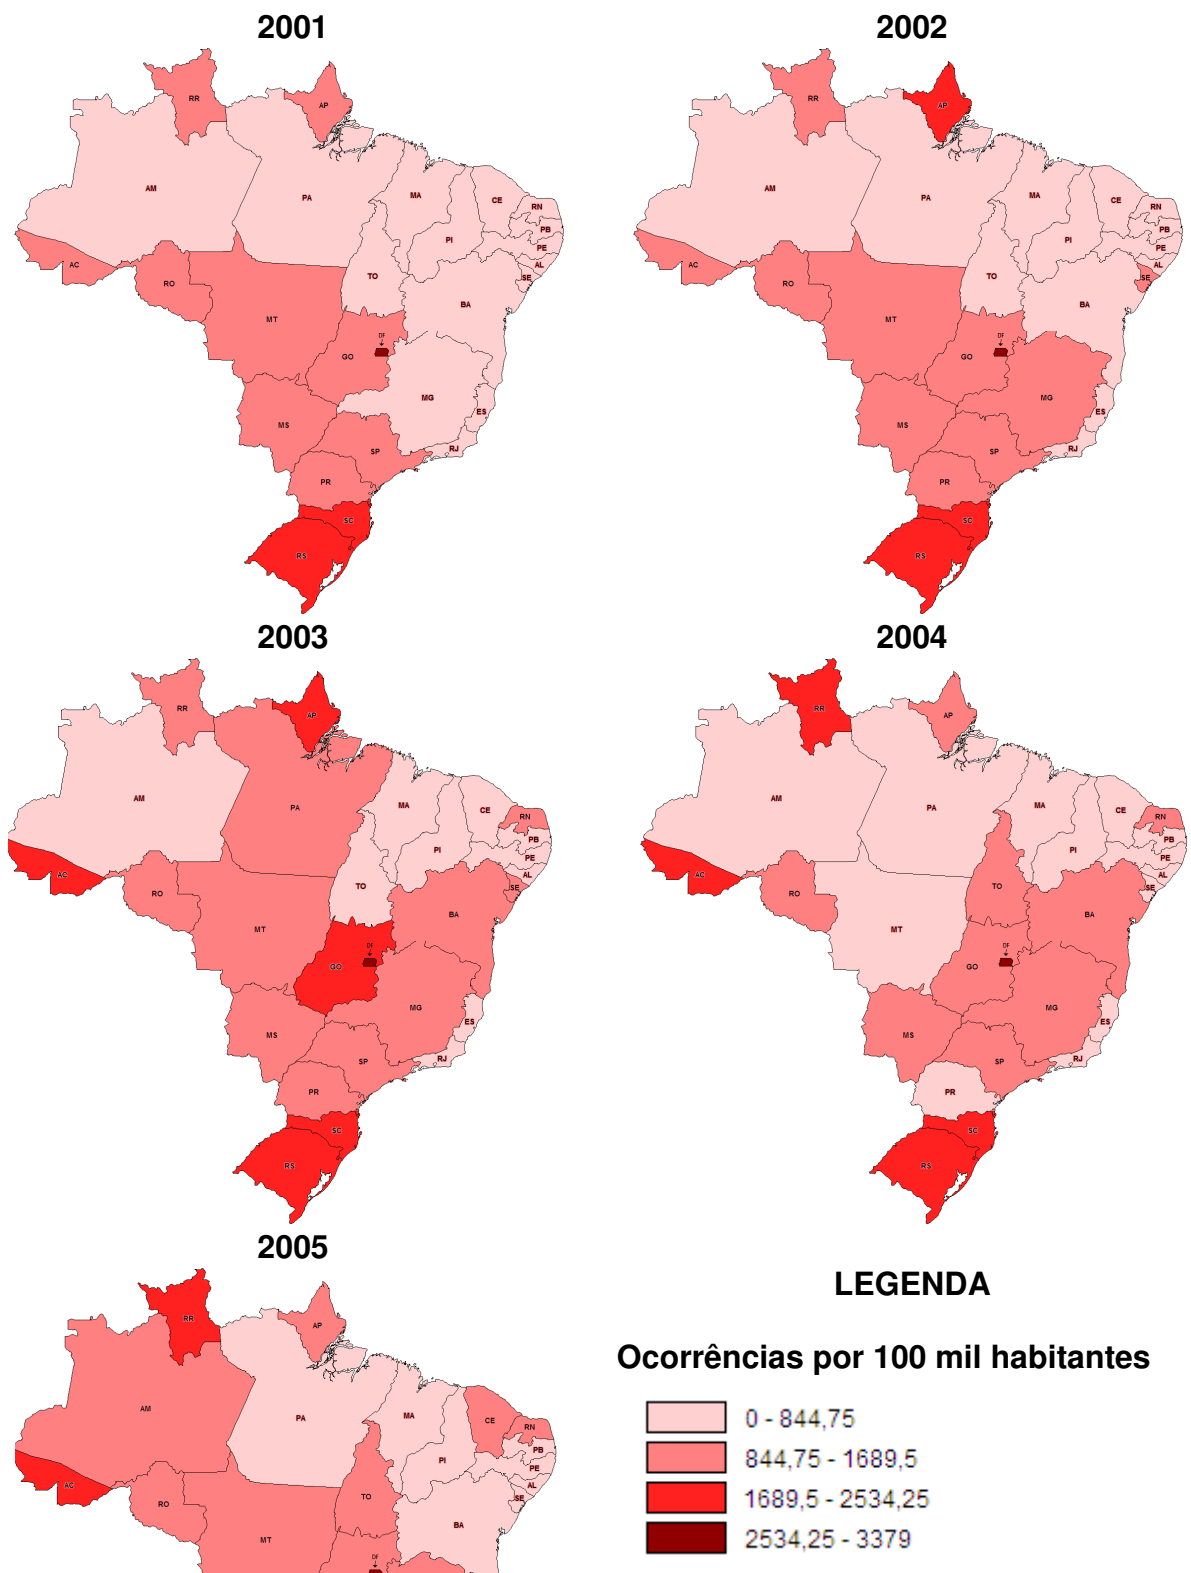 2001
RR
AP
AM
PA
MA
CE
RN
PB
PE
AL
SE
PI
AC
RO
TO
BA
MT
DF
GO
MG
ES
MS
SP
RJ
PR
SC
RS
2002
RR
AP
AM
PA
MA
CE
RN
PB
PE
AL
SE
PI
AC
RO
TO
BA
MT
DF
GO
MG
ES
MS
SP
RJ
PR
SC
RS
2003
RR
AP
AM
PA
MA
CE
RN
PB
PE
AL
SE
PI
AC
RO
TO
BA
MT
DF
GO
MG
ES
MS
SP
RJ
PR
SC
RS
2004
RR
AP
AM
PA
MA
CE
RN
PB
PE
AL
SE
PI
AC
RO
TO
BA
MT
DF
GO
MG
ES
MS
SP
RJ
PR
SC
RS
2005
RR
AP
AM
PA
MA
CE
RN
PB
PE
AL
SE
PI
AC
RO
TO
BA
MT
DF
LEGENDA
Ocorrências por 100 mil habitantes
0 - 844,75
844,75 - 1689,5
1689,5 - 2534,25
2534,25 - 3379